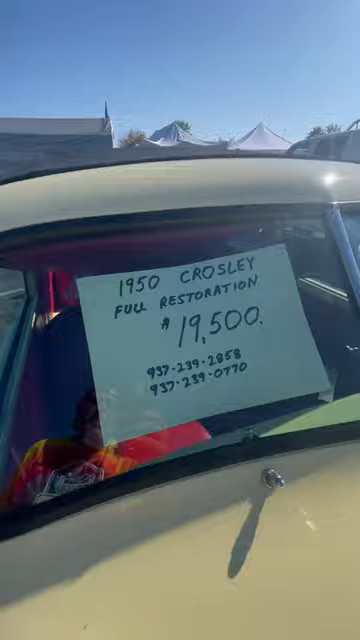 1950 CROSLEY
FULL RESTORATION
$19,500.
937-239-2858
937-239-0770